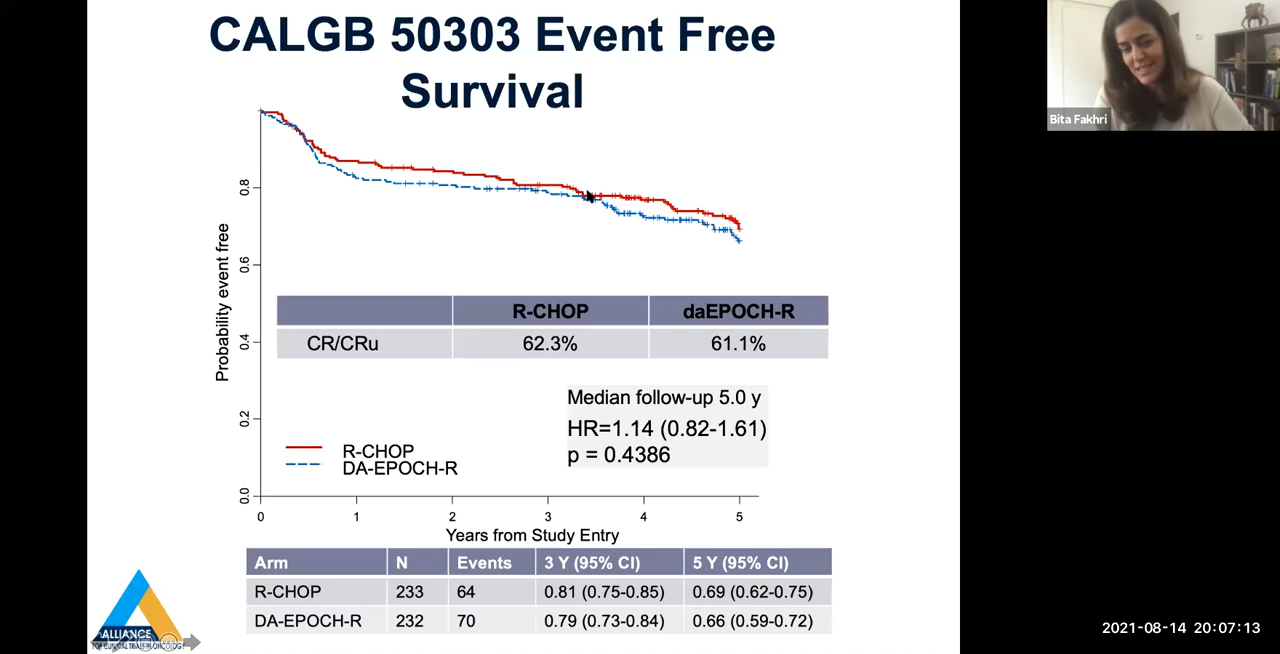 CALGB 50303 Event Free
Survival
Bita Fakhri
Probability event free
0.8
0.6
0.4
0.2
0.0
R-CHOP daEPOCH-R
CR/CRu 62.3% 61.1%
Median follow-up 5.0 y
HR=1.14 (0.82-1.61)
p = 0.4386
R-CHOP
DA-EPOCH-R
0 1 2 3 4 5
Years from Study Entry
Arm N Events 3 Y (95% CI) 5 Y (95% CI)
R-CHOP 233 64 0.81 (0.75-0.85) 0.69 (0.62-0.75)
DA-EPOCH-R 232 70 0.79 (0.73-0.84) 0.66 (0.59-0.72)
ALLIANCE
FOR CLINICAL TRIALS IN ONCOLOGY
2021-08-14 20:07:13